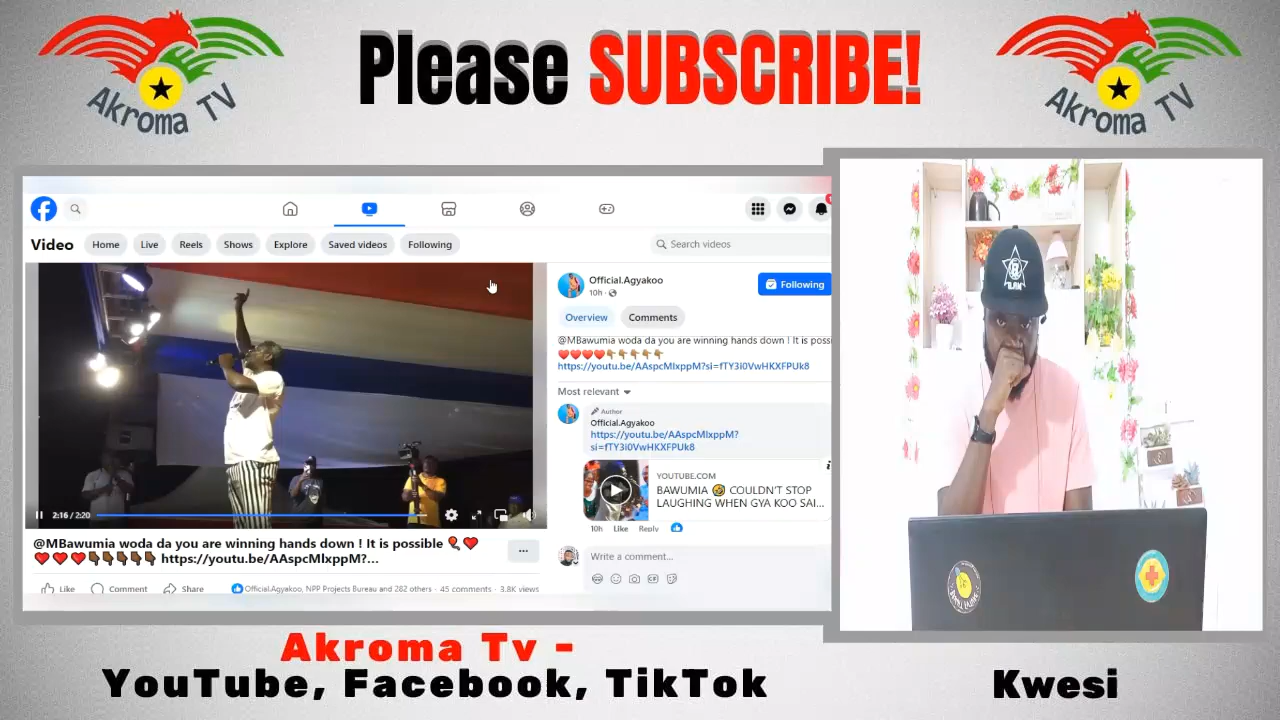 Akroma TV
Please SUBSCRIBE!
Akroma TV
Video
Home
Live
Reels
Shows
Explore
Saved videos
Following
Search videos
2:16 / 2:20
Official.Agyakoo
10h ·
Following
Overview
Comments
@MBawumia woda da you are winning hands down ! It is possi
❤️❤️❤️❤️👇🏾👇🏾👇🏾👇🏾👇🏾
https://youtu.be/AAspcMIxppM?si=fTY3i0VwHKXFPUk8
Most relevant
Author
Official.Agyakoo
https://youtu.be/AAspcMIxppM?
si=fTY3i0VwHKXFPUk8
YOUTUBE.COM
BAWUMIA 🤣 COULDN'T STOP
LAUGHING WHEN GYA KOO SAI...
10h Like Reply
Write a comment...
@MBawumia woda da you are winning hands down ! It is possible 🎈❤️
❤️❤️❤️👇🏾👇🏾👇🏾👇🏾👇🏾 https://youtu.be/AAspcMIxppM?...
Like
Comment
Share
Official.Agyakoo, NPP Projects Bureau and 282 others · 45 comments · 3.8K views
Akroma Tv -
YouTube, Facebook, TikTok
Kwesi